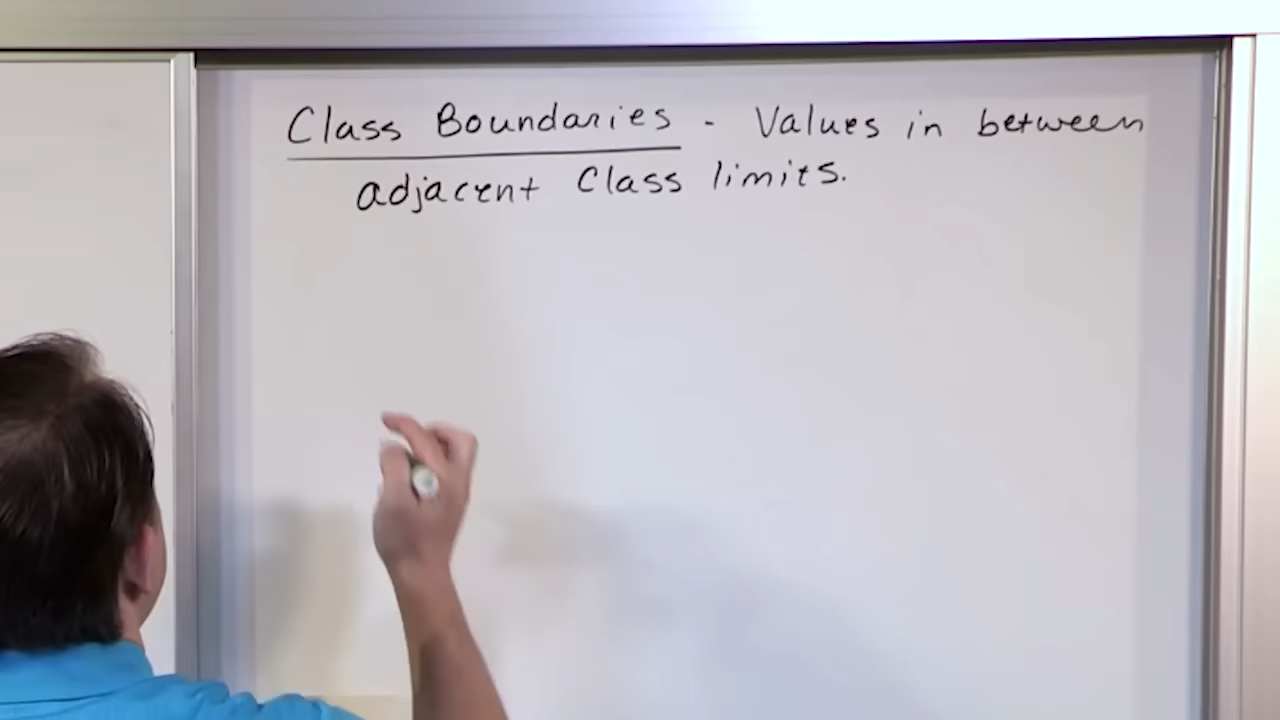 Class Boundaries - Values in between
adjacent Class limits.